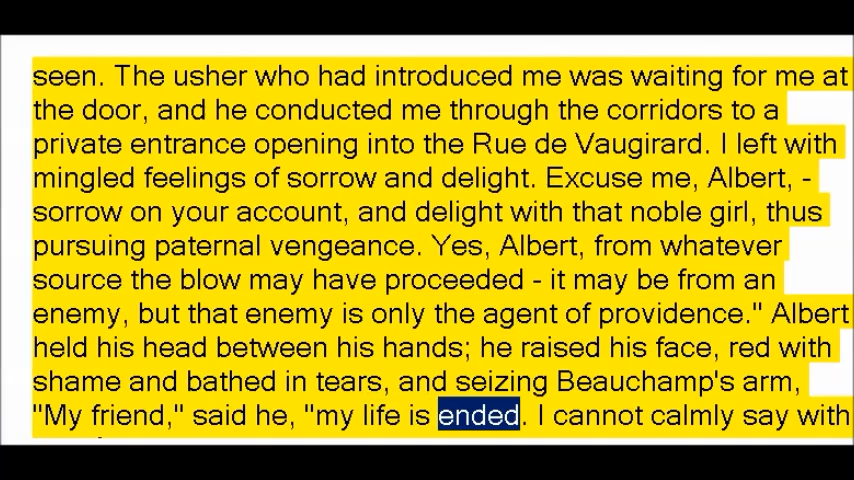 seen. The usher who had introduced me was waiting for me at
the door, and he conducted me through the corridors to a
private entrance opening into the Rue de Vaugirard. I left with
mingled feelings of sorrow and delight. Excuse me, Albert, -
sorrow on your account, and delight with that noble girl, thus
pursuing paternal vengeance. Yes, Albert, from whatever
source the blow may have proceeded - it may be from an
enemy, but that enemy is only the agent of providence." Albert
held his head between his hands; he raised his face, red with
shame and bathed in tears, and seizing Beauchamp's arm,
"My friend," said he, "my life is ended. I cannot calmly say with